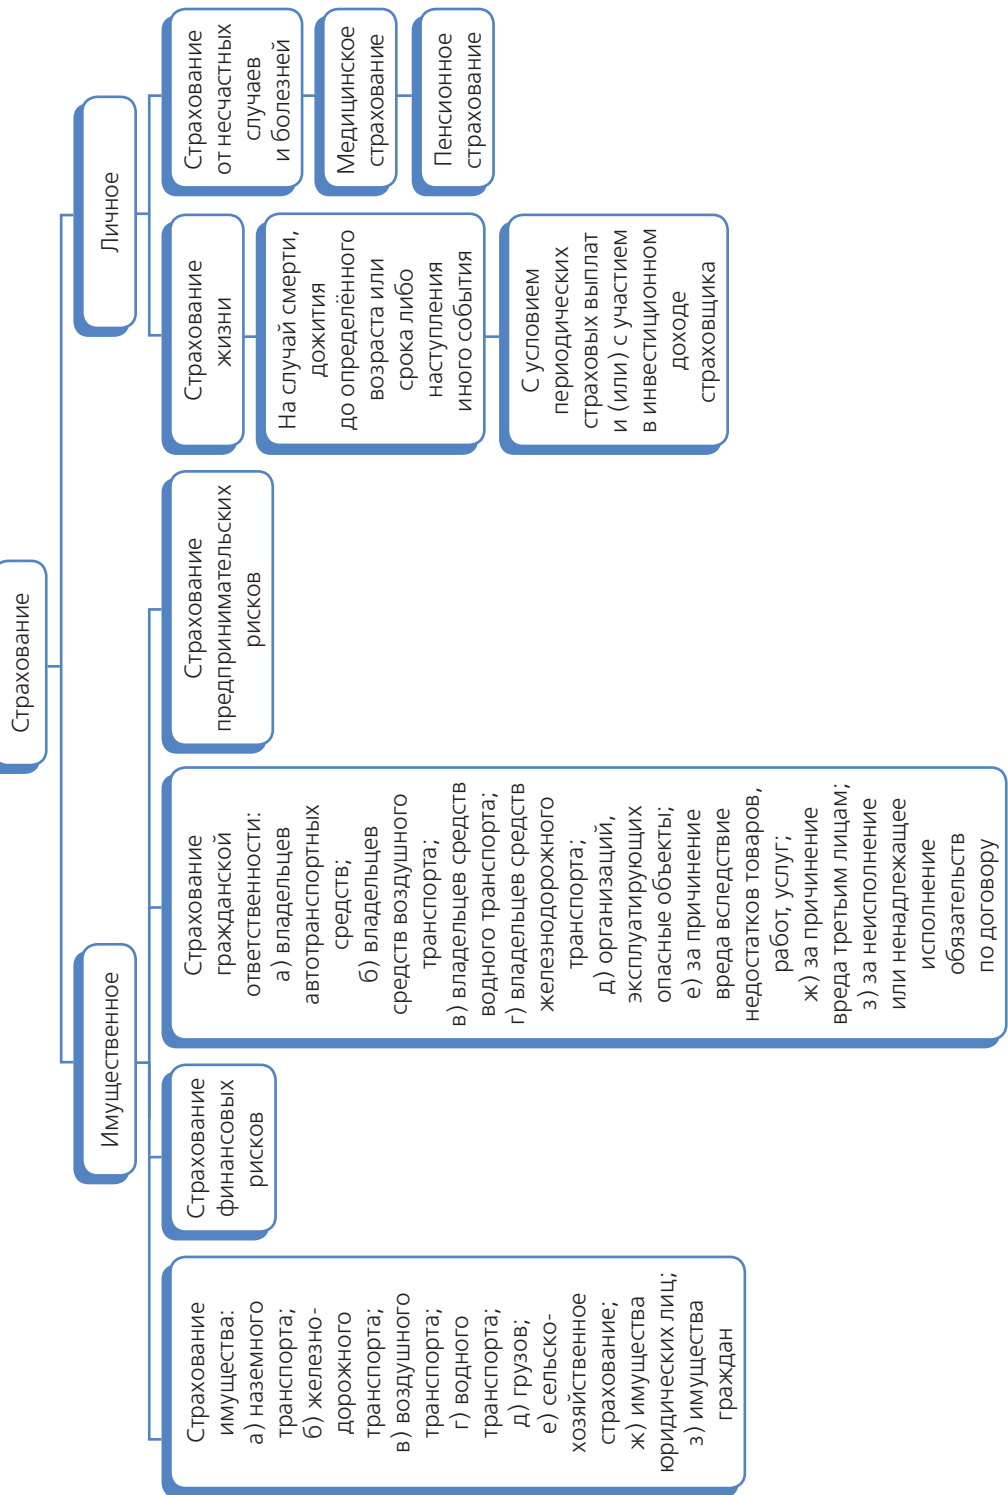 Страхование
Имущественное
Страхование
имущества:
а) наземного
транспорта;
б) железно-
дорожного
транспорта;
в) воздушного
транспорта;
г) водного
транспорта;
д) грузов;
е) сельско-
хозяйственное
страхование;
ж) имущества
юридических лиц;
з) имущества
граждан
Страхование
финансовых
рисков
Страхование
гражданской
ответственности:
а) владельцев
автотранспортных
средств;
б) владельцев
средств воздушного
транспорта;
в) владельцев средств
водного транспорта;
г) владельцев средств
железнодорожного
транспорта;
д) организаций,
эксплуатирующих
опасные объекты;
е) за причинение
вреда вследствие
недостатков товаров,
работ, услуг;
ж) за причинение
вреда третьим лицам;
з) за неисполнение
или ненадлежащее
исполнение
обязательств
по договору
Страхование
предпринимательских
рисков
Личное
Страхование
жизни
На случай смерти,
дожития
до определённого
возраста или
срока либо
наступления
иного события
С условием
периодических
страховых выплат
и (или) с участием
в инвестиционном
доходе
страховщика
Страхование
от несчастных
случаев
и болезней
Медицинское
страхование
Пенсионное
страхование